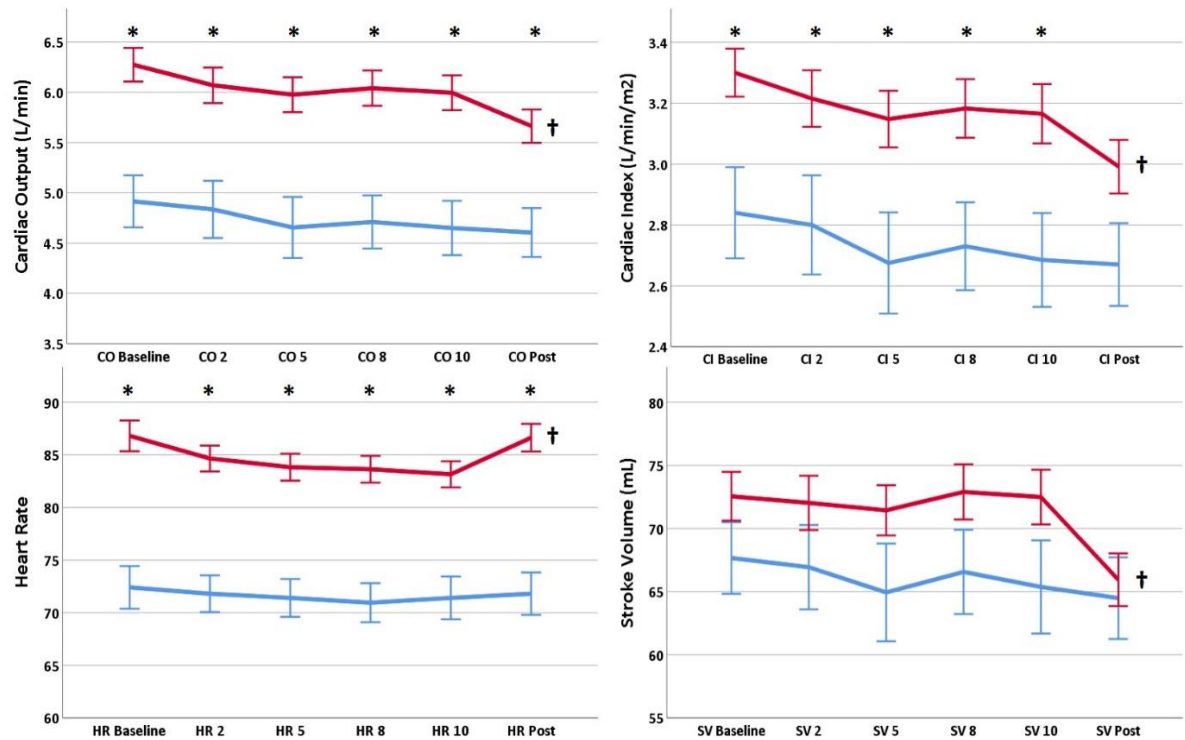 * * * * * *
6.5
6.0
5.5
5.0
4.5
4.0
3.5
Cardiac Output (L/min)
†
CO Baseline CO 2 CO 5 CO 8 CO 10 CO Post
* * * * *
3.4
3.2
3.0
2.8
2.6
2.4
Cardiac Index (L/min/m2)
†
CI Baseline CI 2 CI 5 CI 8 CI 10 CI Post
* * * * * *
90
85
80
75
70
65
60
Heart Rate
†
HR Baseline HR 2 HR 5 HR 8 HR 10 HR Post
80
75
70
65
60
55
Stroke Volume (mL)
†
SV Baseline SV 2 SV 5 SV 8 SV 10 SV Post